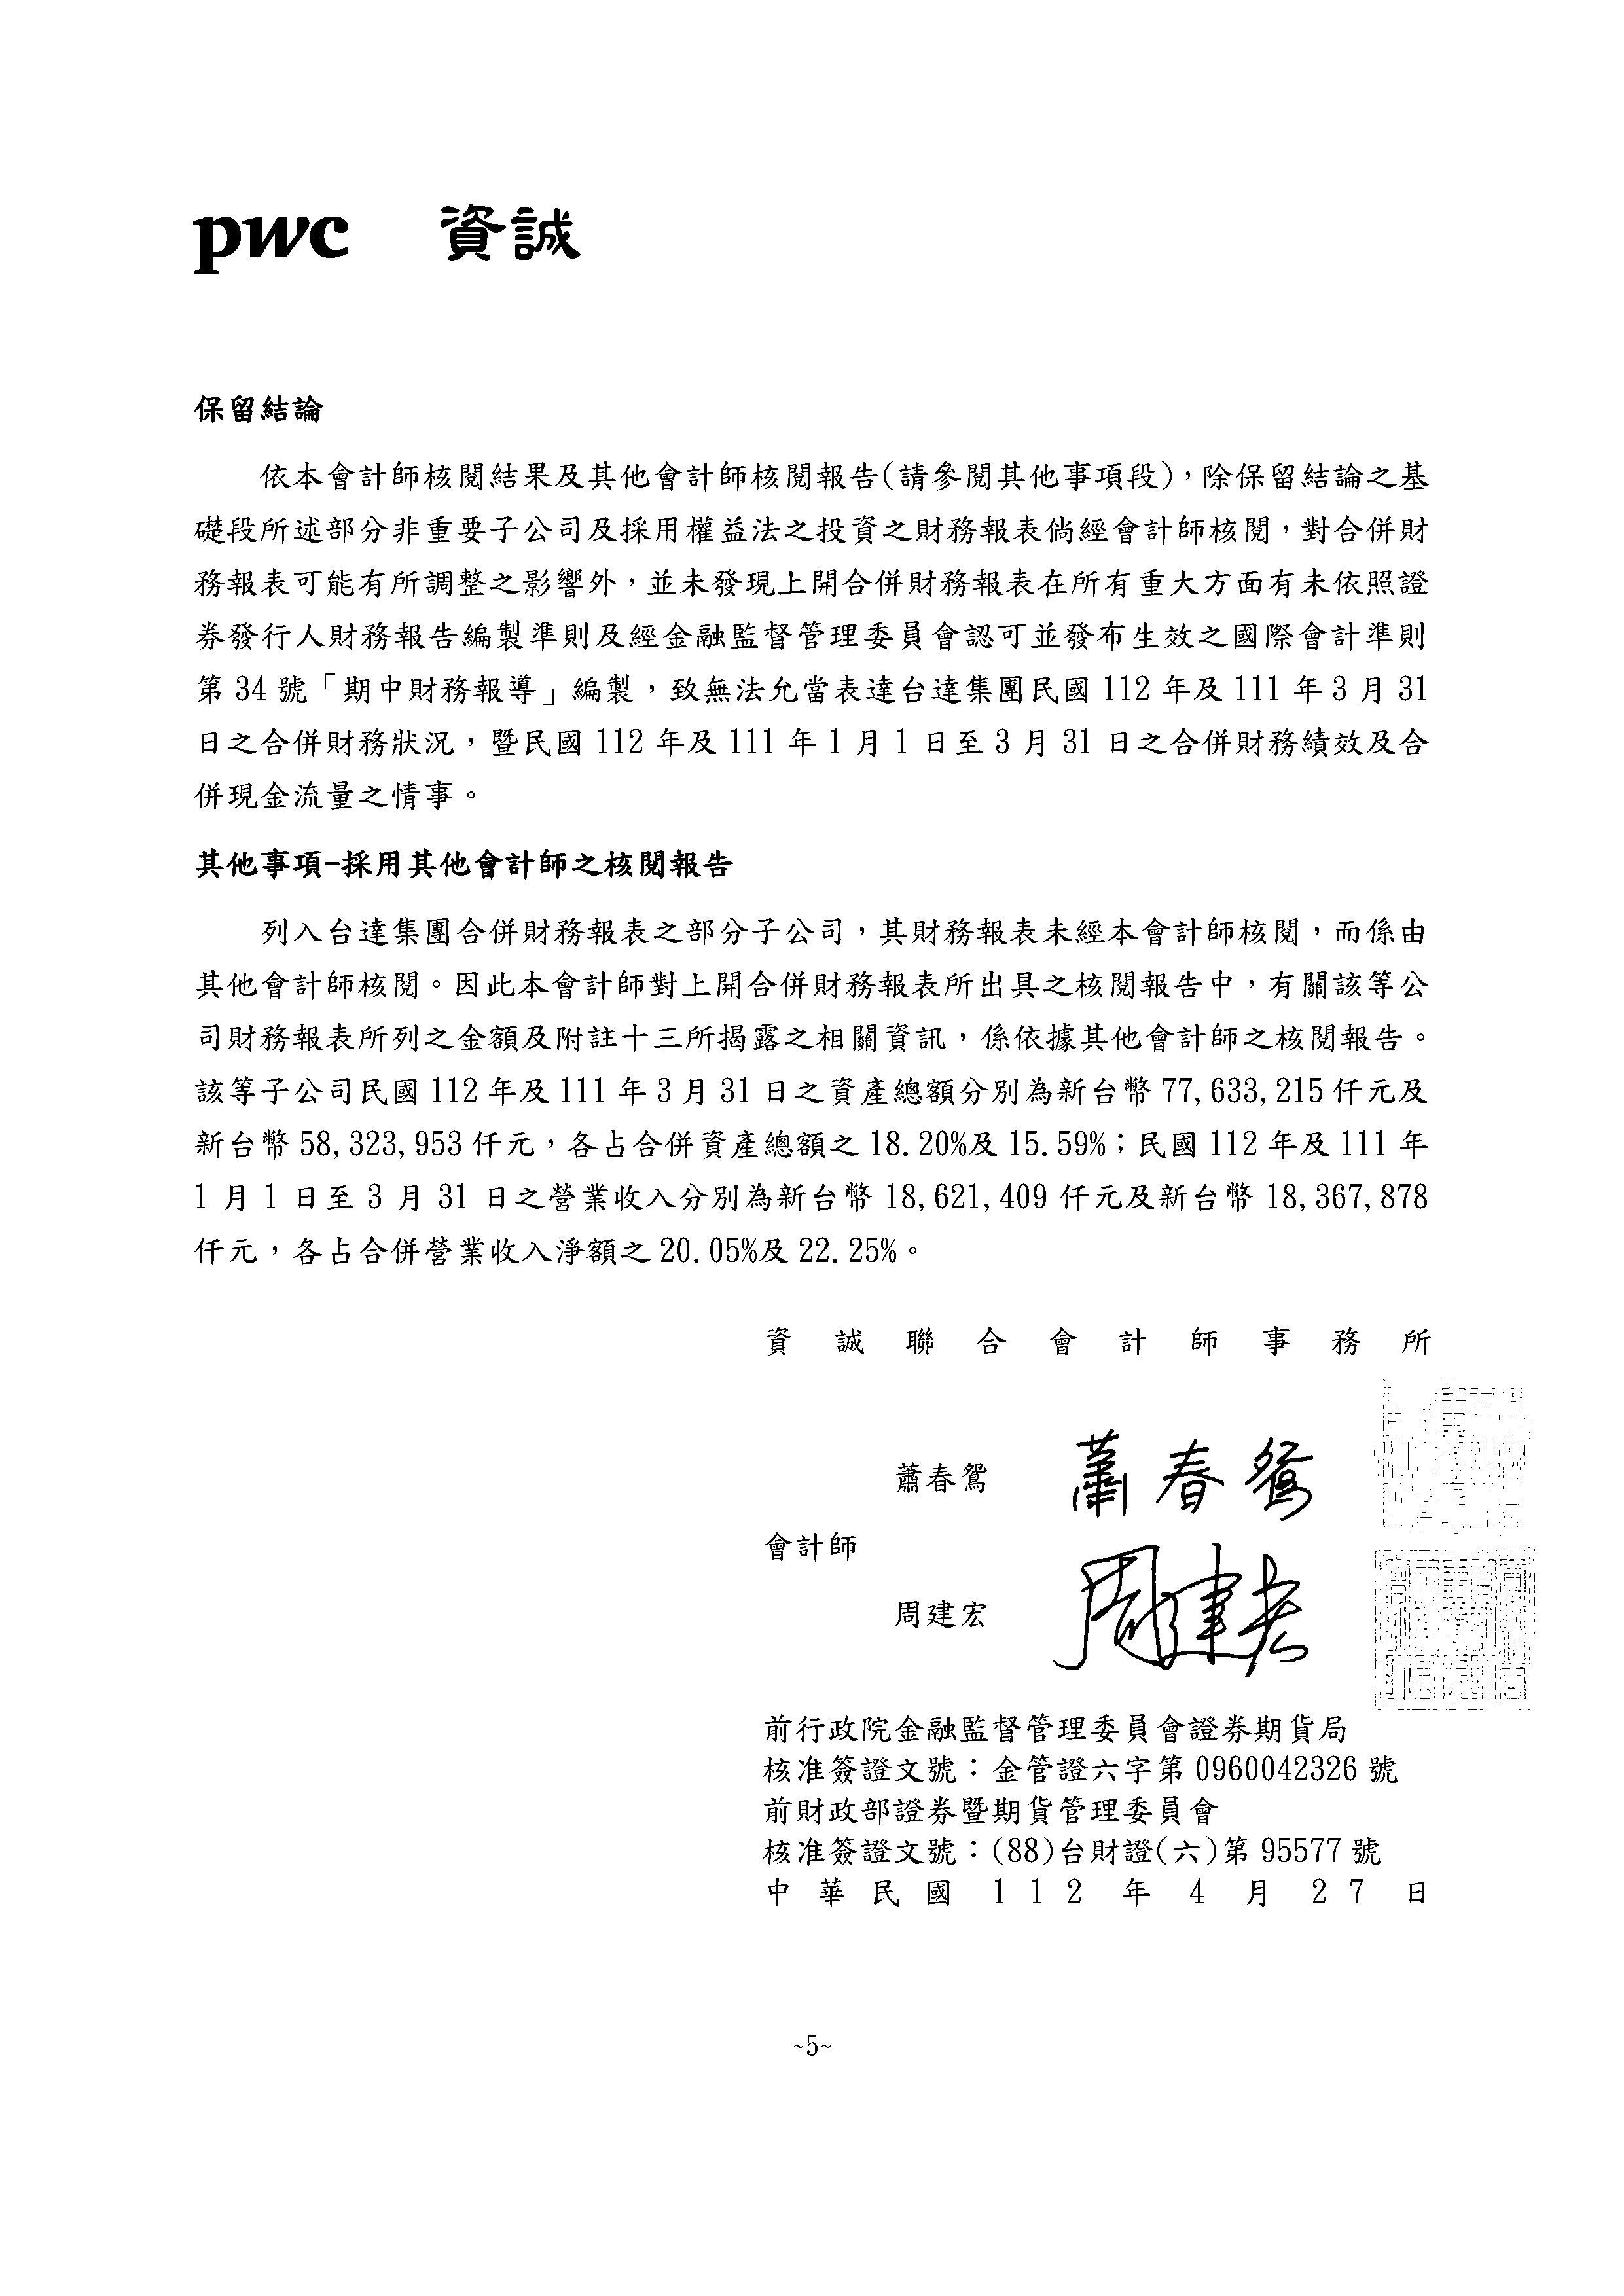 pwc 資誠
保留結論
依本會計師核閱結果及其他會計師核閱報告(請參閱其他事項段)，除保留結論之基
礎段所述部分非重要子公司及採用權益法之投資之財務報表倘經會計師核閱，對合併財
務報表可能有所調整之影響外，並未發現上開合併財務報表在所有重大方面有未依照證
券發行人財務報告編製準則及經金融監督管理委員會認可並發布生效之國際會計準則
第 34 號「期中財務報導」編製，致無法允當表達台達集團民國 112 年及 111 年 3 月 31
日之合併財務狀況，暨民國 112 年及 111 年 1 月 1 日至 3 月 31 日之合併財務績效及合
併現金流量之情事。
其他事項-採用其他會計師之核閱報告
列入台達集團合併財務報表之部分子公司，其財務報表未經本會計師核閱，而係由
其他會計師核閱。因此本會計師對上開合併財務報表所出具之核閱報告中，有關該等公
司財務報表所列之金額及附註十三所揭露之相關資訊，係依據其他會計師之核閱報告。
該等子公司民國 112 年及 111 年 3 月 31 日之資產總額分別為新台幣 77,633,215 仟元及
新台幣 58,323,953 仟元，各占合併資產總額之 18.20%及 15.59%；民國 112 年及 111 年
1 月 1 日至 3 月 31 日之營業收入分別為新台幣 18,621,409 仟元及新台幣 18,367,878
仟元，各占合併營業收入淨額之 20.05%及 22.25%。
資誠聯合會計師事務所
蕭春鴛 蕭春鴛
會計師
周建宏 周建宏
前行政院金融監督管理委員會證券期貨局
核准簽證文號：金管證六字第 0960042326 號
前財政部證券暨期貨管理委員會
核准簽證文號：(88)台財證(六)第 95577 號
中華民國 112 年 4 月 27 日
~5~